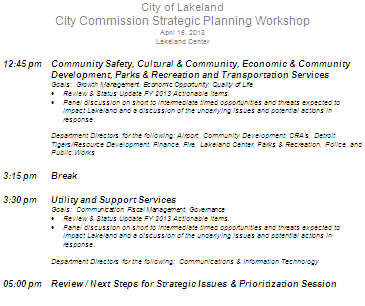 City of Lakeland
City Commission Strategic Planning Workshop
April 16, 2013
Lakeland Center
12:45 pm Community Safety, Cultural & Community, Economic & Community
Development, Parks & Recreation and Transportation Services
Goals: Growth Management, Economic Opportunity, Quality of Life
• Review & Status Update FY 2013 Actionable Items.
• Panel discussion on short to intermediate timed opportunities and threats expected to
impact Lakeland and a discussion of the underlying issues and potential actions in
response.
Department Directors for the following: Airport, Community Development, CRA's, Detroit
Tigers/Resource Development, Finance, Fire, Lakeland Center, Parks & Recreation, Police, and
Public Works
3:15 pm Break
3:30 pm Utility and Support Services
Goals: Communication, Fiscal Management, Governance
• Review & Status Update FY 2013 Actionable Items.
• Panel discussion on short to intermediate timed opportunities and threats expected to
impact Lakeland and a discussion of the underlying issues and potential actions in
response.
Department Directors for the following: Communications & Information Technology
05:00 pm Review / Next Steps for Strategic Issues & Prioritization Session